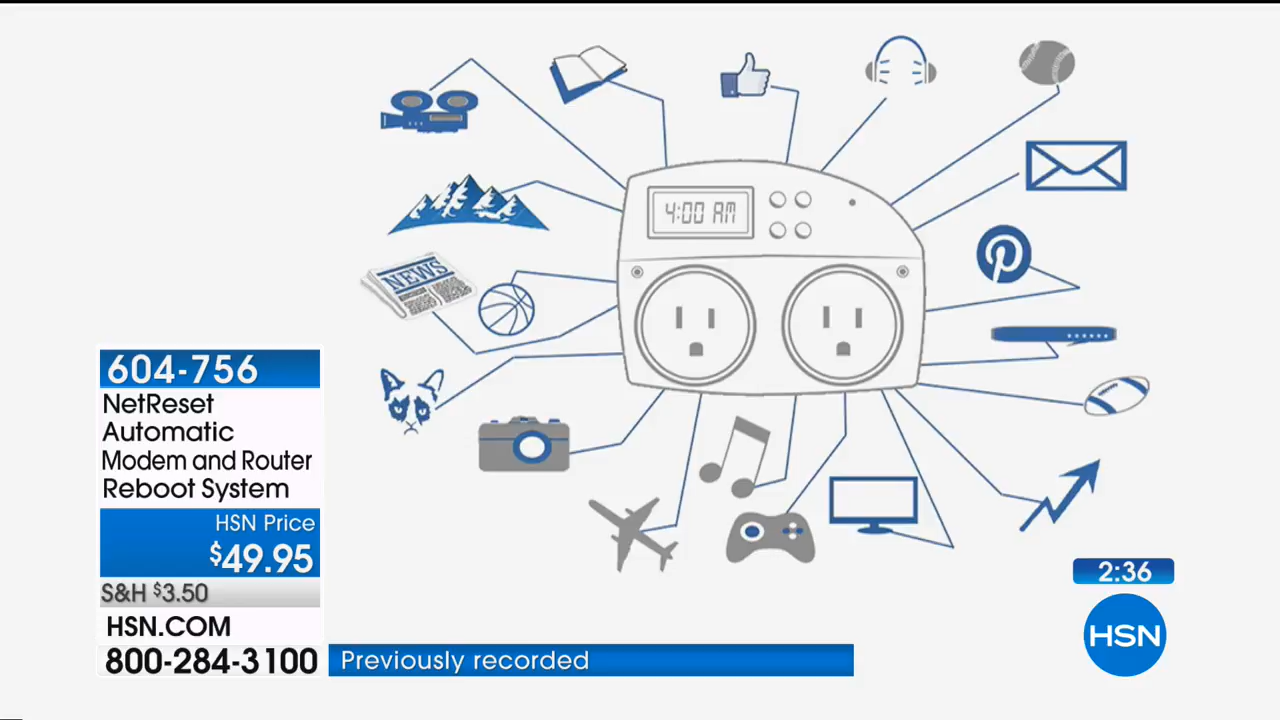 4:00 AM
NEWS
604-756
NetReset
Automatic
Modem and Router
Reboot System
HSN Price
$49.95
S&H $3.50
HSN.COM
800-284-3100
Previously recorded
2:36
HSN